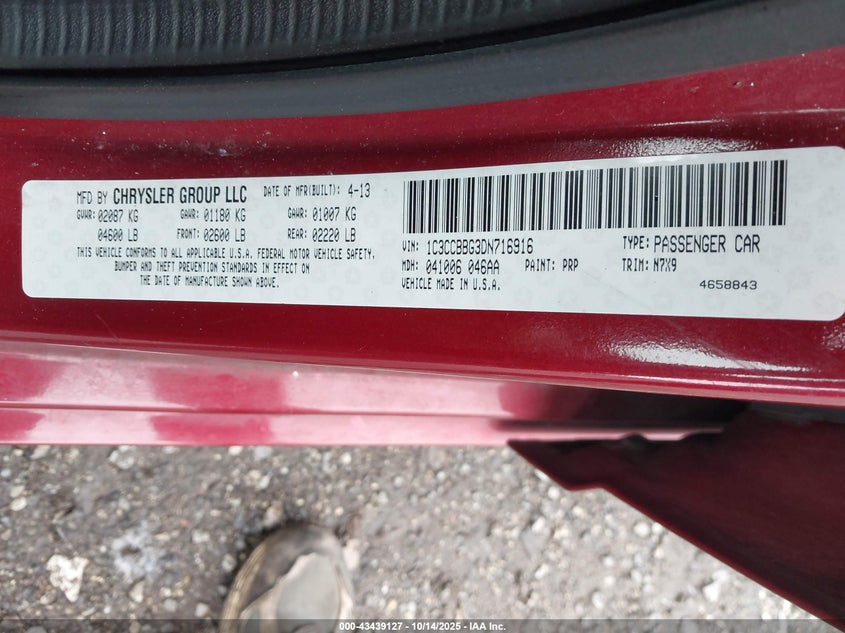 MFD BY CHRYSLER GROUP LLC DATE OF MFR(BUILT): 4-13
GVWR: 02087 KG GAWR: 01180 KG GAWR: 01007 KG
04600 LB FRONT: 02600 LB REAR: 02220 LB
THIS VEHICLE CONFORMS TO ALL APPLICABLE U.S.A. FEDERAL MOTOR VEHICLE SAFETY,
BUMPER AND THEFT PREVENTION STANDARDS IN EFFECT ON
THE DATE OF MANUFACTURE SHOWN ABOVE.
VIN: 1C3CCBBG3DN716916 TYPE: PASSENGER CAR
MDH: 041006 046AA PAINT: PRP TRIM: N7X9
VEHICLE MADE IN U.S.A. 4658843
000-43439127 - 10/14/2025 - IAA Inc.